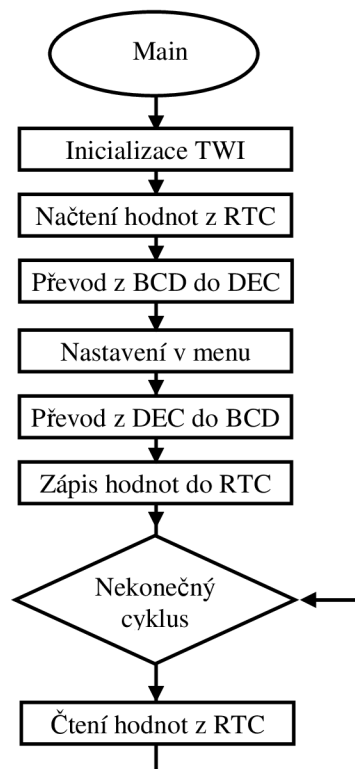 Main
Inicializace TWI
Načtení hodnot z RTC
Převod z BCD do DEC
Nastavení v menu
Převod z DEC do BCD
Zápis hodnot do RTC
Nekonečný
cyklus
Čtení hodnot z RTC